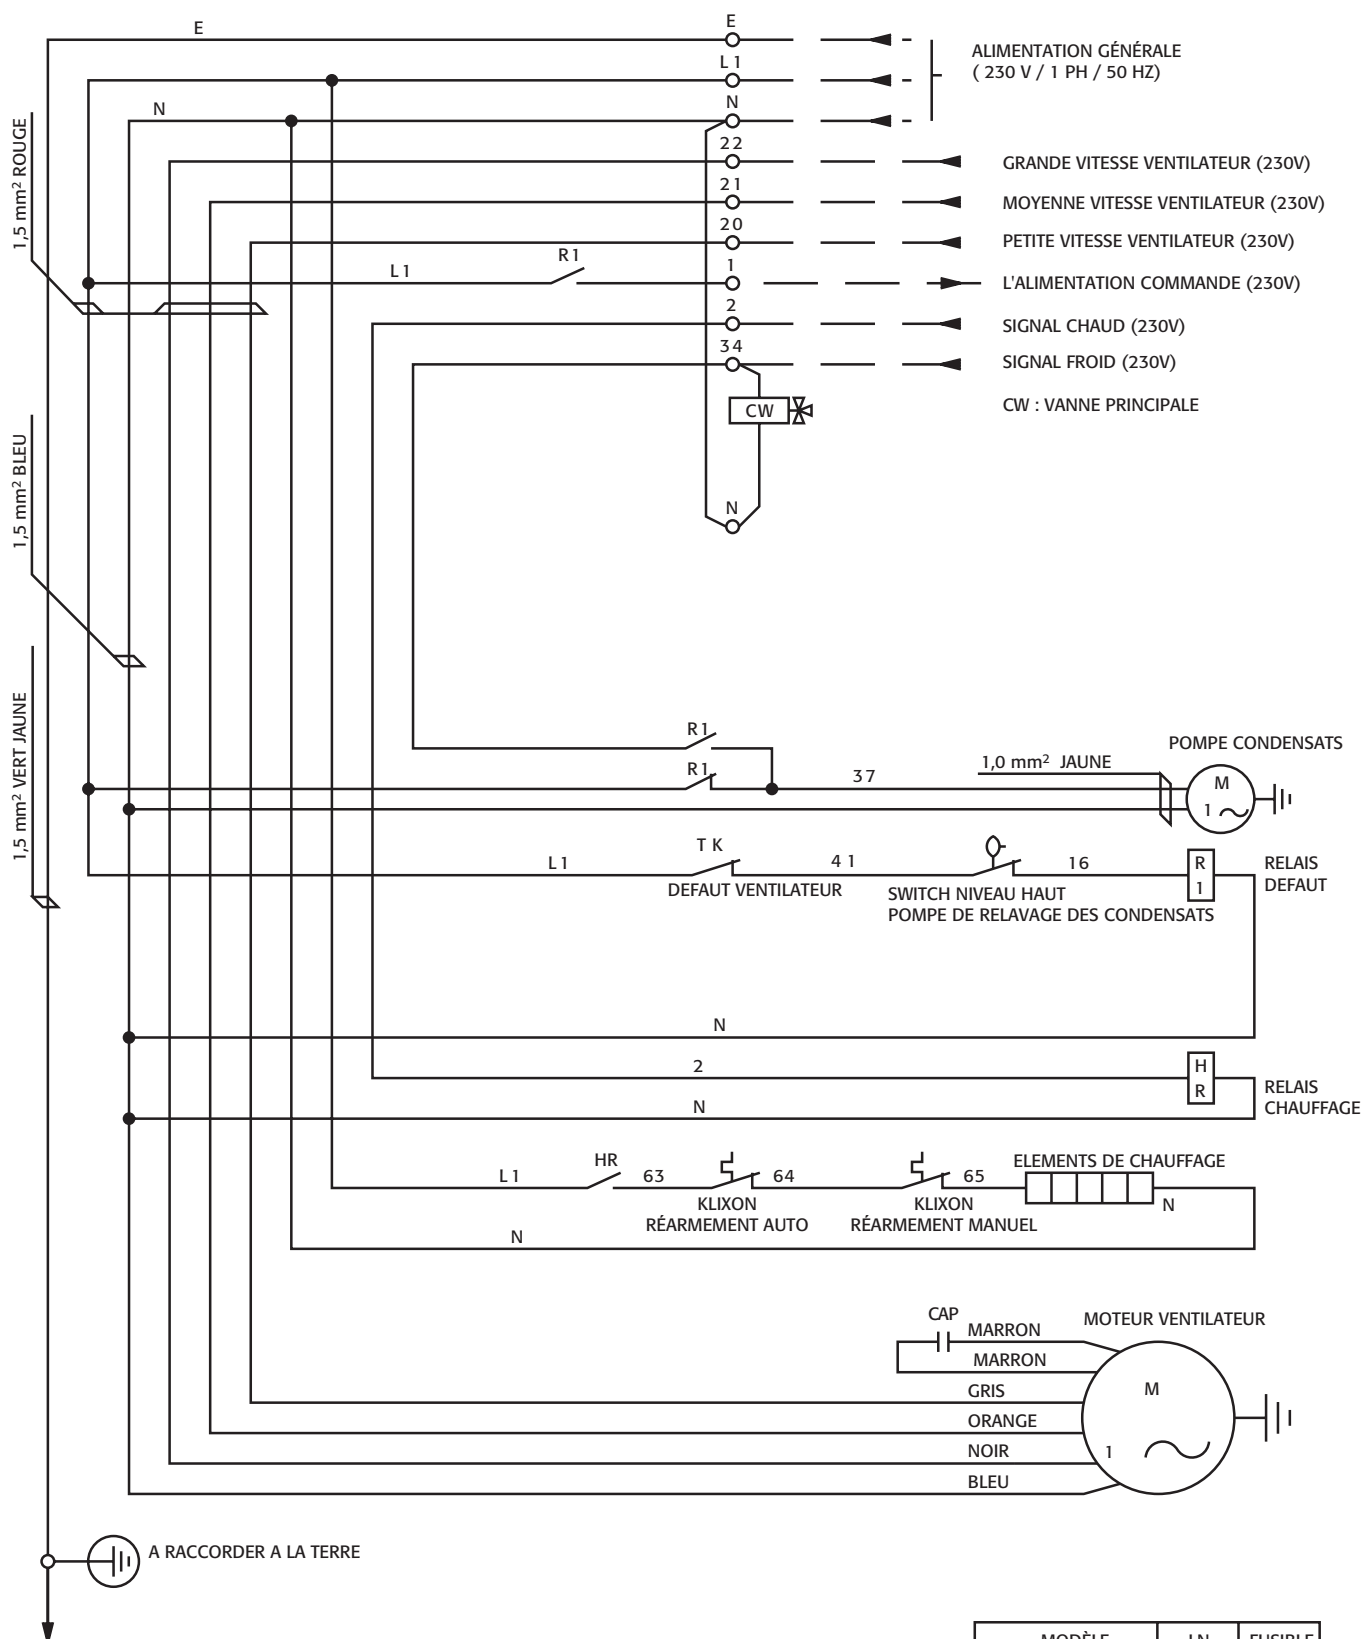 E
E
ALIMENTATION GÉNÉRALE
( 230 V / 1 PH / 50 HZ)
L1
N
N
22
GRANDE VITESSE VENTILATEUR (230V)
21
MOYENNE VITESSE VENTILATEUR (230V)
20
PETITE VITESSE VENTILATEUR (230V)
1,5 mm² ROUGE
L1
R1
1
L'ALIMENTATION COMMANDE (230V)
2
SIGNAL CHAUD (230V)
34
SIGNAL FROID (230V)
CW
CW : VANNE PRINCIPALE
1,5 mm² BLEU
N
1,5 mm² VERT JAUNE
R1
POMPE CONDENSATS
R1
37
1,0 mm² JAUNE
M
1
L1
TK
41
16
R
1
RELAIS
DEFAUT
DEFAUT VENTILATEUR
SWITCH NIVEAU HAUT
POMPE DE RELAVAGE DES CONDENSATS
N
2
H
R
RELAIS
CHAUFFAGE
N
L1
HR
63
64
65
ELEMENTS DE CHAUFFAGE
N
KLIXON
RÉARMEMENT AUTO
KLIXON
RÉARMEMENT MANUEL
N
CAP
MARRON
MOTEUR VENTILATEUR
MARRON
GRIS
M
ORANGE
NOIR
1
BLEU
A RACCORDER A LA TERRE
MODÈLE
FUSIBLE